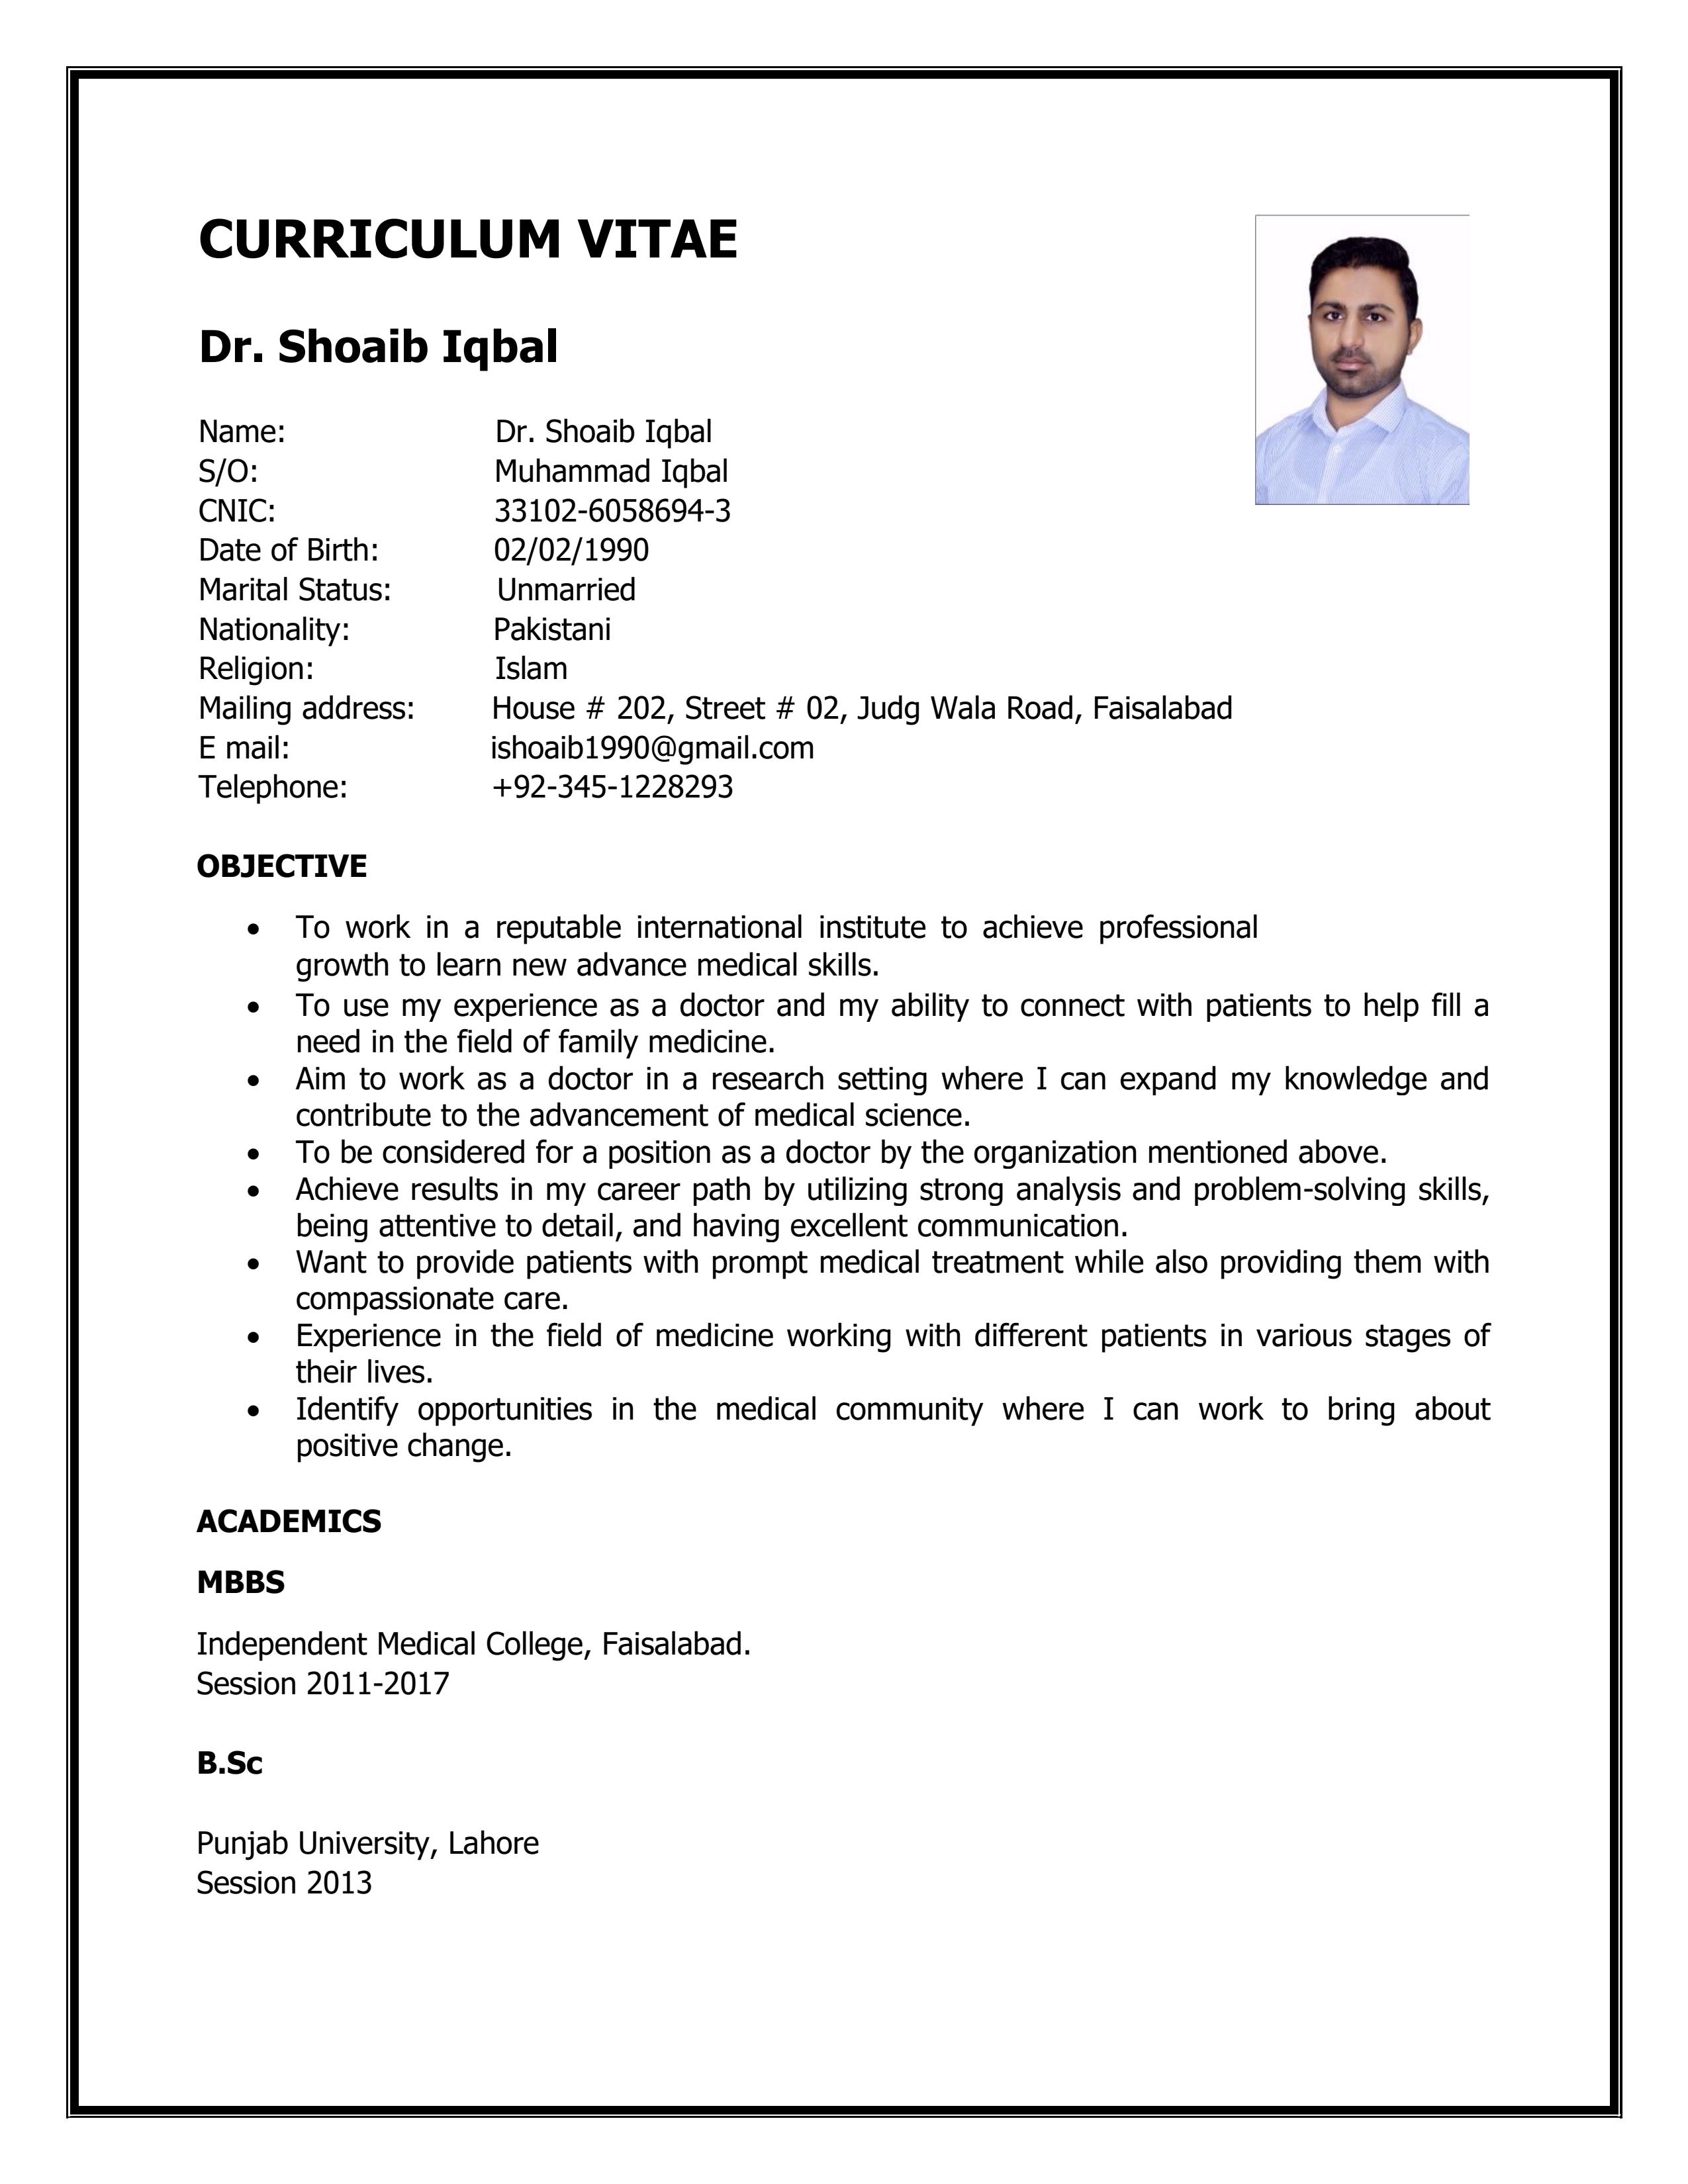 CURRICULUM VITAE
Dr. Shoaib Iqbal
Name: Dr. Shoaib Iqbal
S/O: Muhammad Iqbal
CNIC: 33102-6058694-3
Date of Birth: 02/02/1990
Marital Status: Unmarried
Nationality: Pakistani
Religion: Islam
Mailing address: House # 202, Street # 02, Judg Wala Road, Faisalabad
E mail: ishoaib1990@gmail.com
Telephone: +92-345-1228293
OBJECTIVE
• To work in a reputable international institute to achieve professional
growth to learn new advance medical skills.
• To use my experience as a doctor and my ability to connect with patients to help fill a
need in the field of family medicine.
• Aim to work as a doctor in a research setting where I can expand my knowledge and
contribute to the advancement of medical science.
• To be considered for a position as a doctor by the organization mentioned above.
• Achieve results in my career path by utilizing strong analysis and problem-solving skills,
being attentive to detail, and having excellent communication.
• Want to provide patients with prompt medical treatment while also providing them with
compassionate care.
• Experience in the field of medicine working with different patients in various stages of
their lives.
• Identify opportunities in the medical community where I can work to bring about
positive change.
ACADEMICS
MBBS
Independent Medical College, Faisalabad.
Session 2011-2017
B.Sc
Punjab University, Lahore
Session 2013